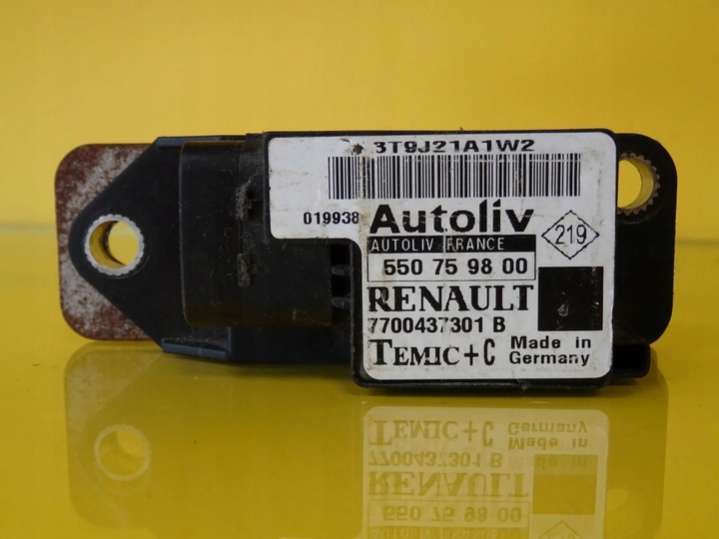 3T9J21A1W2
019938
Autoliv
AUTOLIV FRANCE
219
550 75 98 00
RENAULT
7700437301 B
TEMIC+C
Made in
Germany